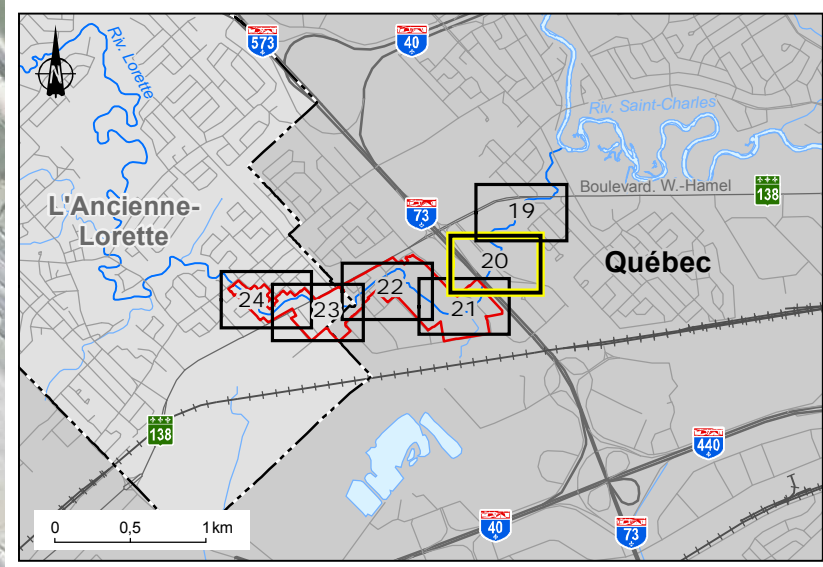 573
40
Riv. Lorette
Riv. Saint-Charles
Boulevard. W.-Hamel
138
73
19
L'Ancienne-
Lorette
Québec
20
22
24
23
21
138
440
0 0,5 1 km
40
73